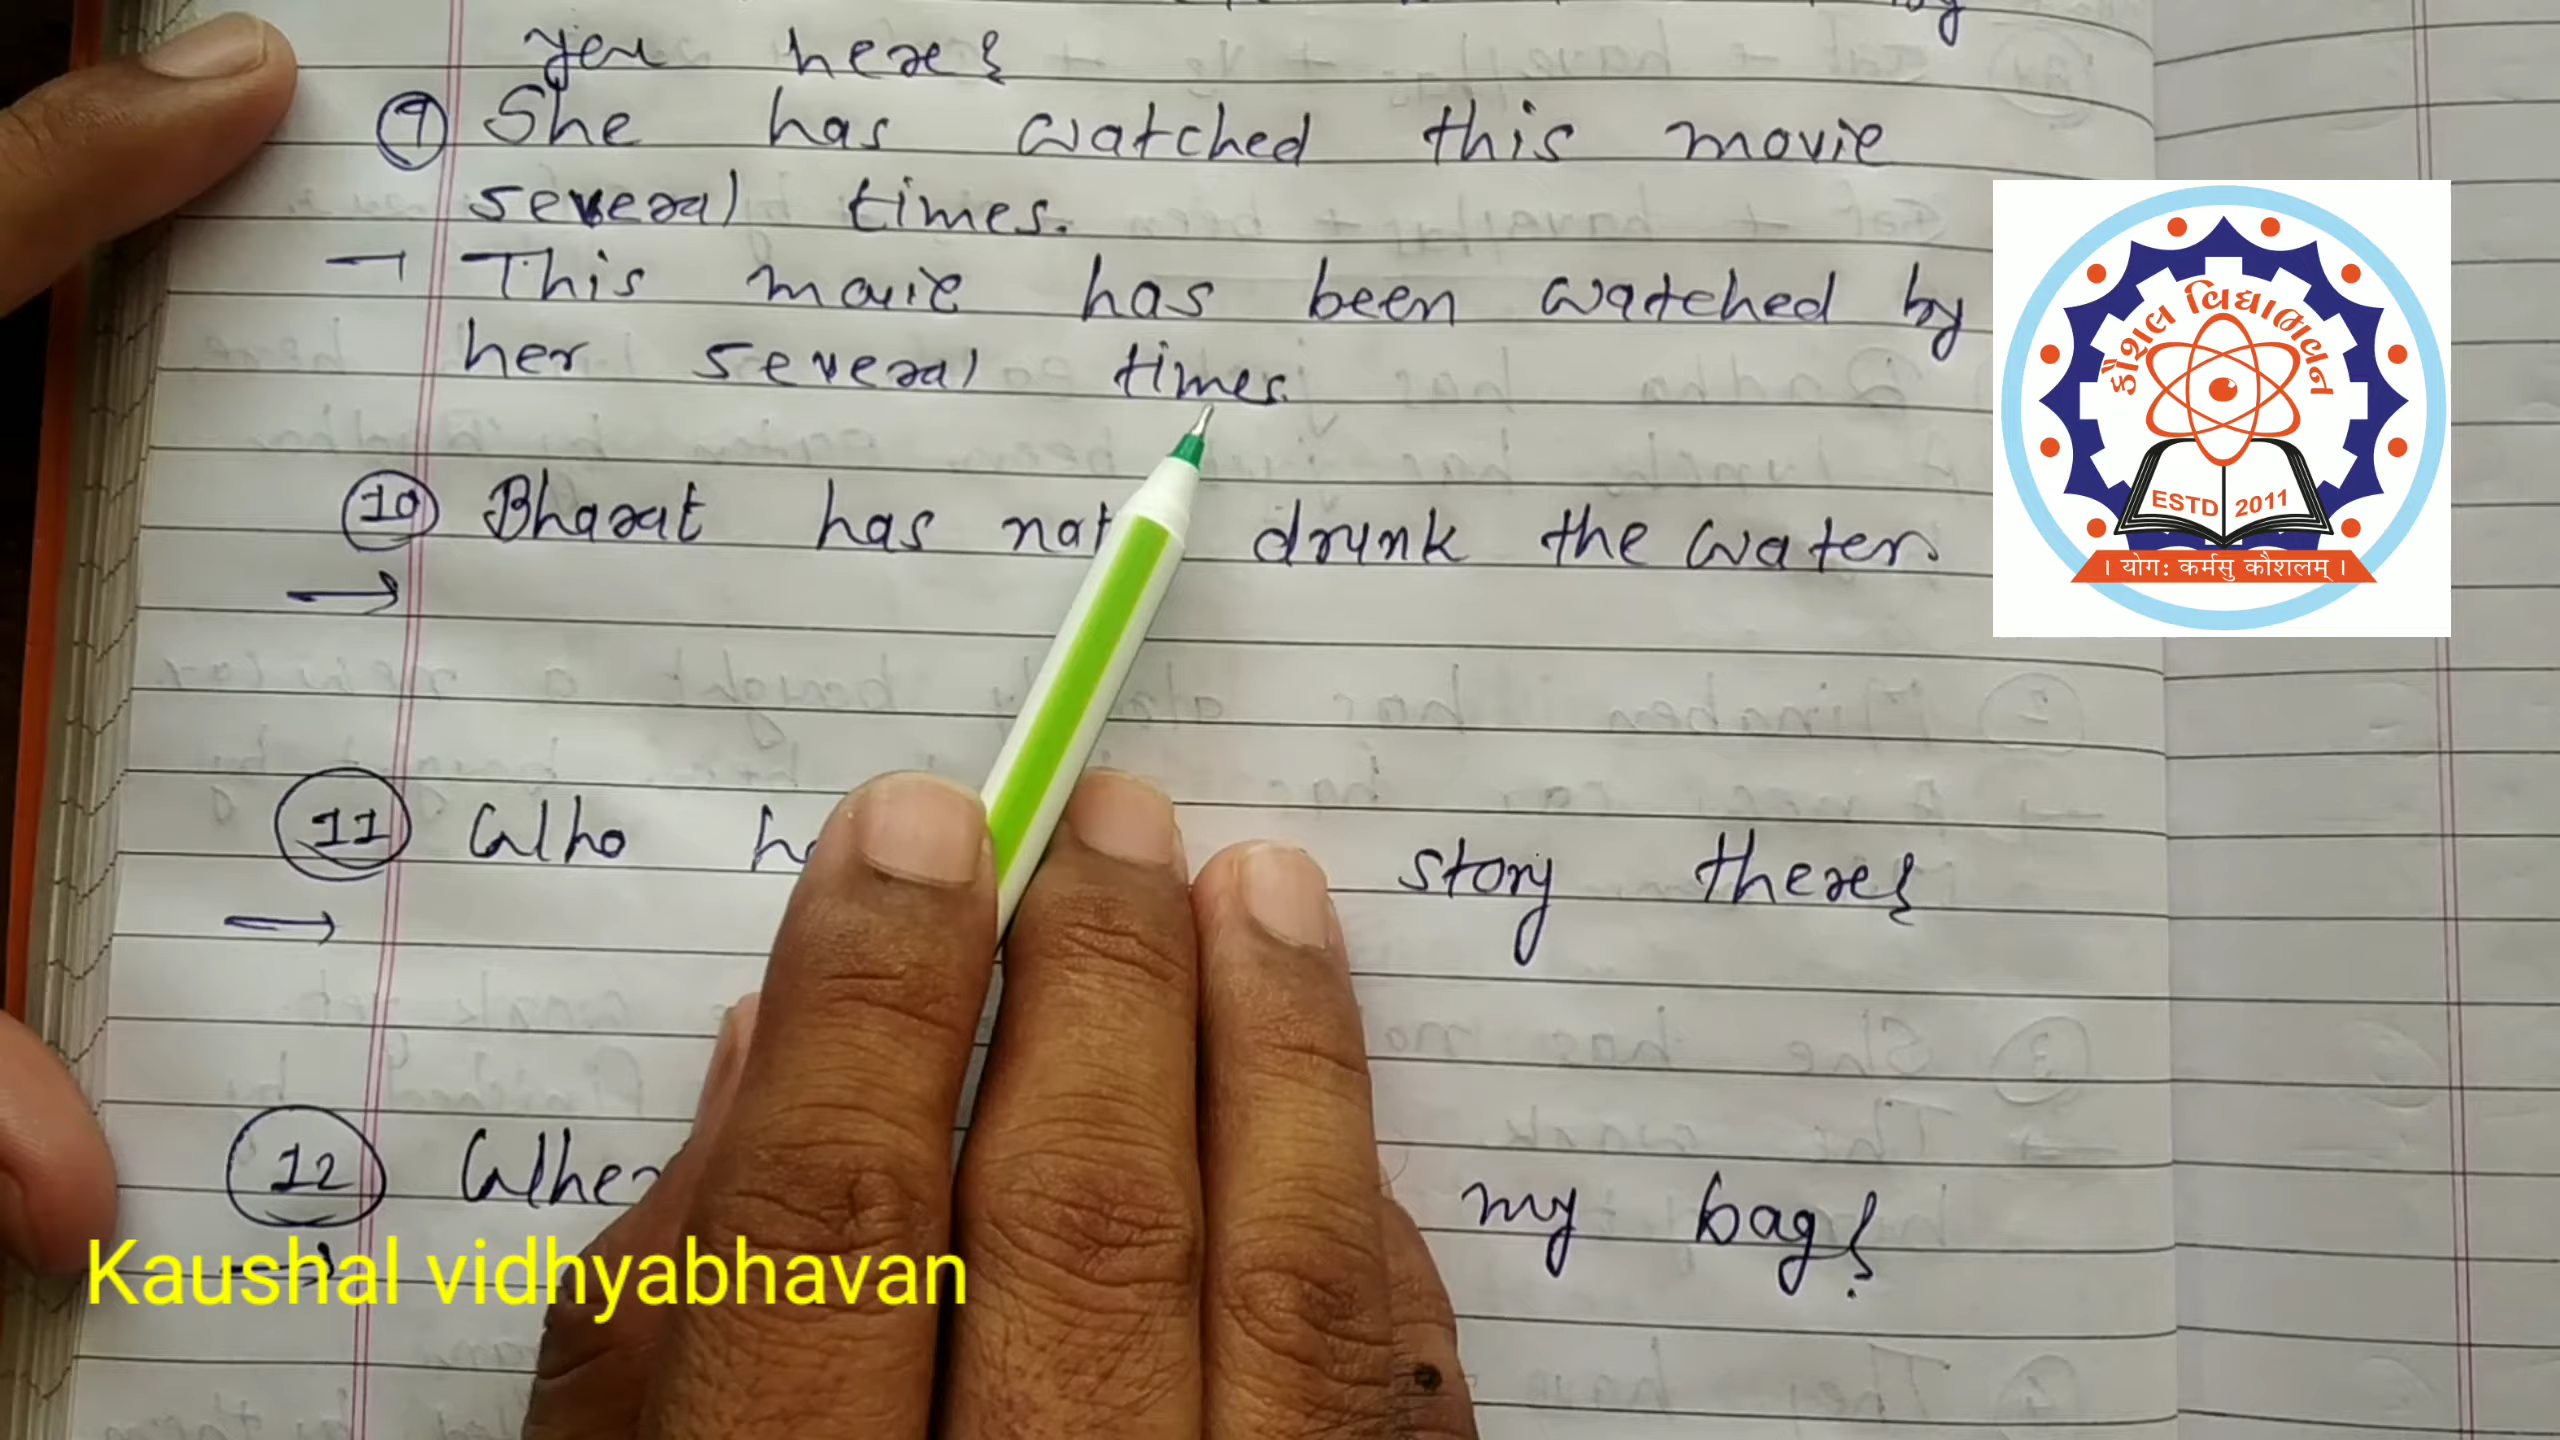 you here?
9 She has watched this movie
several times.
→ This movie has been watched by
her several times.
10 Bharat has not drunk the water.
→
11 Who story there?
→
12 my bag?
→
Kaushal vidhyabhavan
કૌશલ વિદ્યાભવન
ESTD 2011
। योगः कर्मसु कौशलम् ।